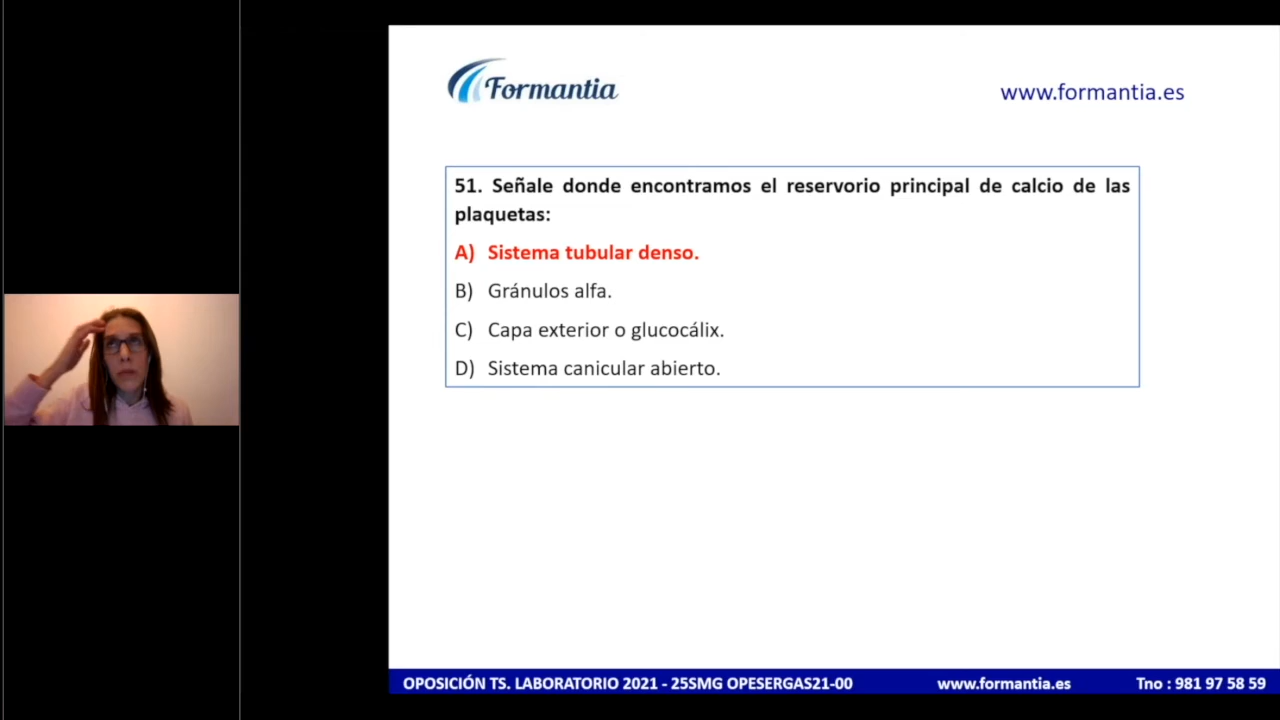 Formantia
www.formantia.es
51. Señale donde encontramos el reservorio principal de calcio de las
plaquetas:
A) Sistema tubular denso.
B) Gránulos alfa.
C) Capa exterior o glucocálix.
D) Sistema canicular abierto.
OPOSICIÓN TS. LABORATORIO 2021 - 25SMG OPESERGAS21-00 www.formantia.es Tno : 981 97 58 59